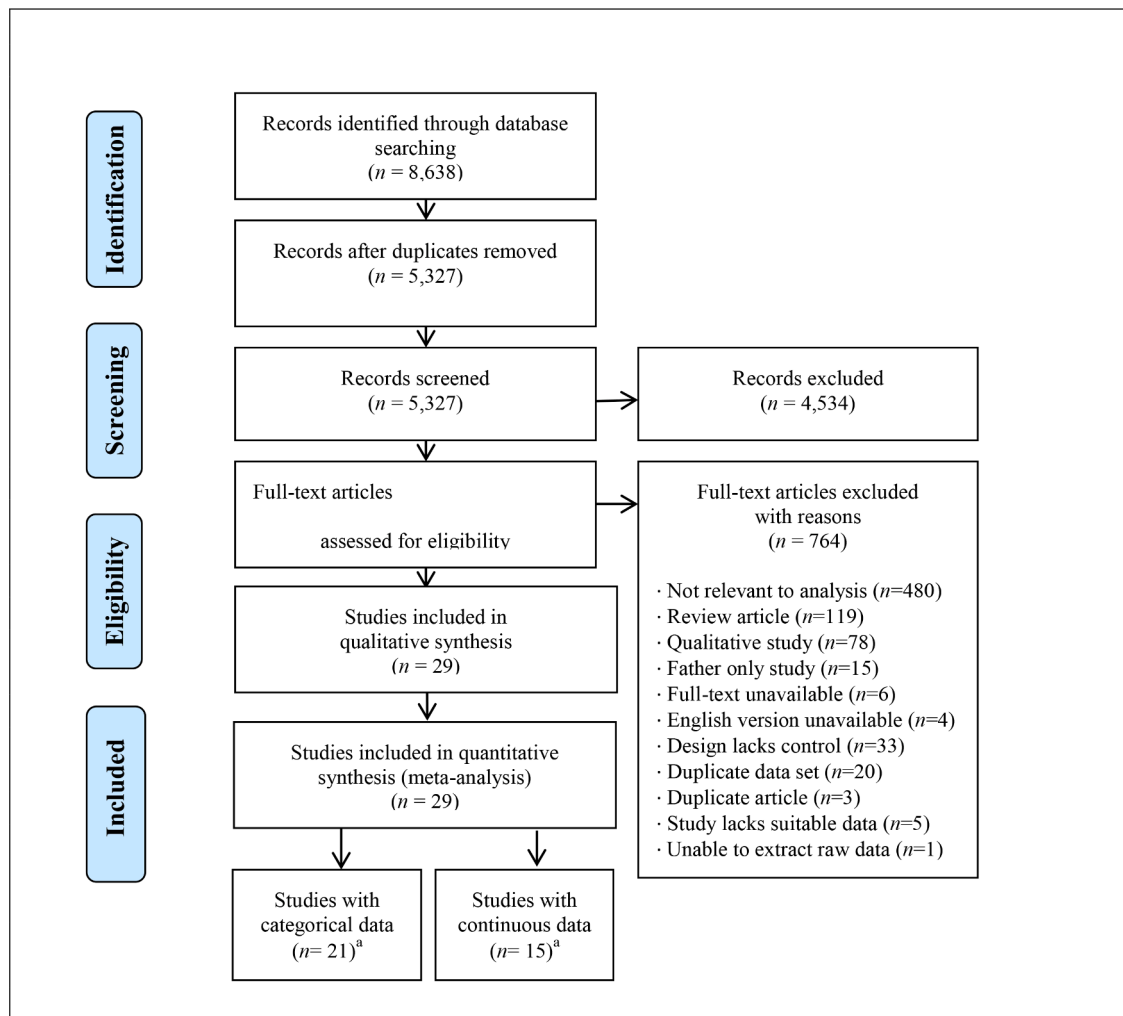 Identification
Records identified through database
searching
(n = 8,638)
Records after duplicates removed
(n = 5,327)
Screening
Records screened
(n = 5,327)
Records excluded
(n = 4,534)
Eligibility
Full-text articles
assessed for eligibility
Full-text articles excluded
with reasons
(n = 764)
· Not relevant to analysis (n=480)
· Review article (n=119)
· Qualitative study (n=78)
· Father only study (n=15)
· Full-text unavailable (n=6)
· English version unavailable (n=4)
· Design lacks control (n=33)
· Duplicate data set (n=20)
· Duplicate article (n=3)
· Study lacks suitable data (n=5)
· Unable to extract raw data (n=1)
Studies included in
qualitative synthesis
(n = 29)
Included
Studies included in quantitative
synthesis (meta-analysis)
(n = 29)
Studies with
categorical data
(n= 21)a
Studies with
continuous data
(n= 15)a